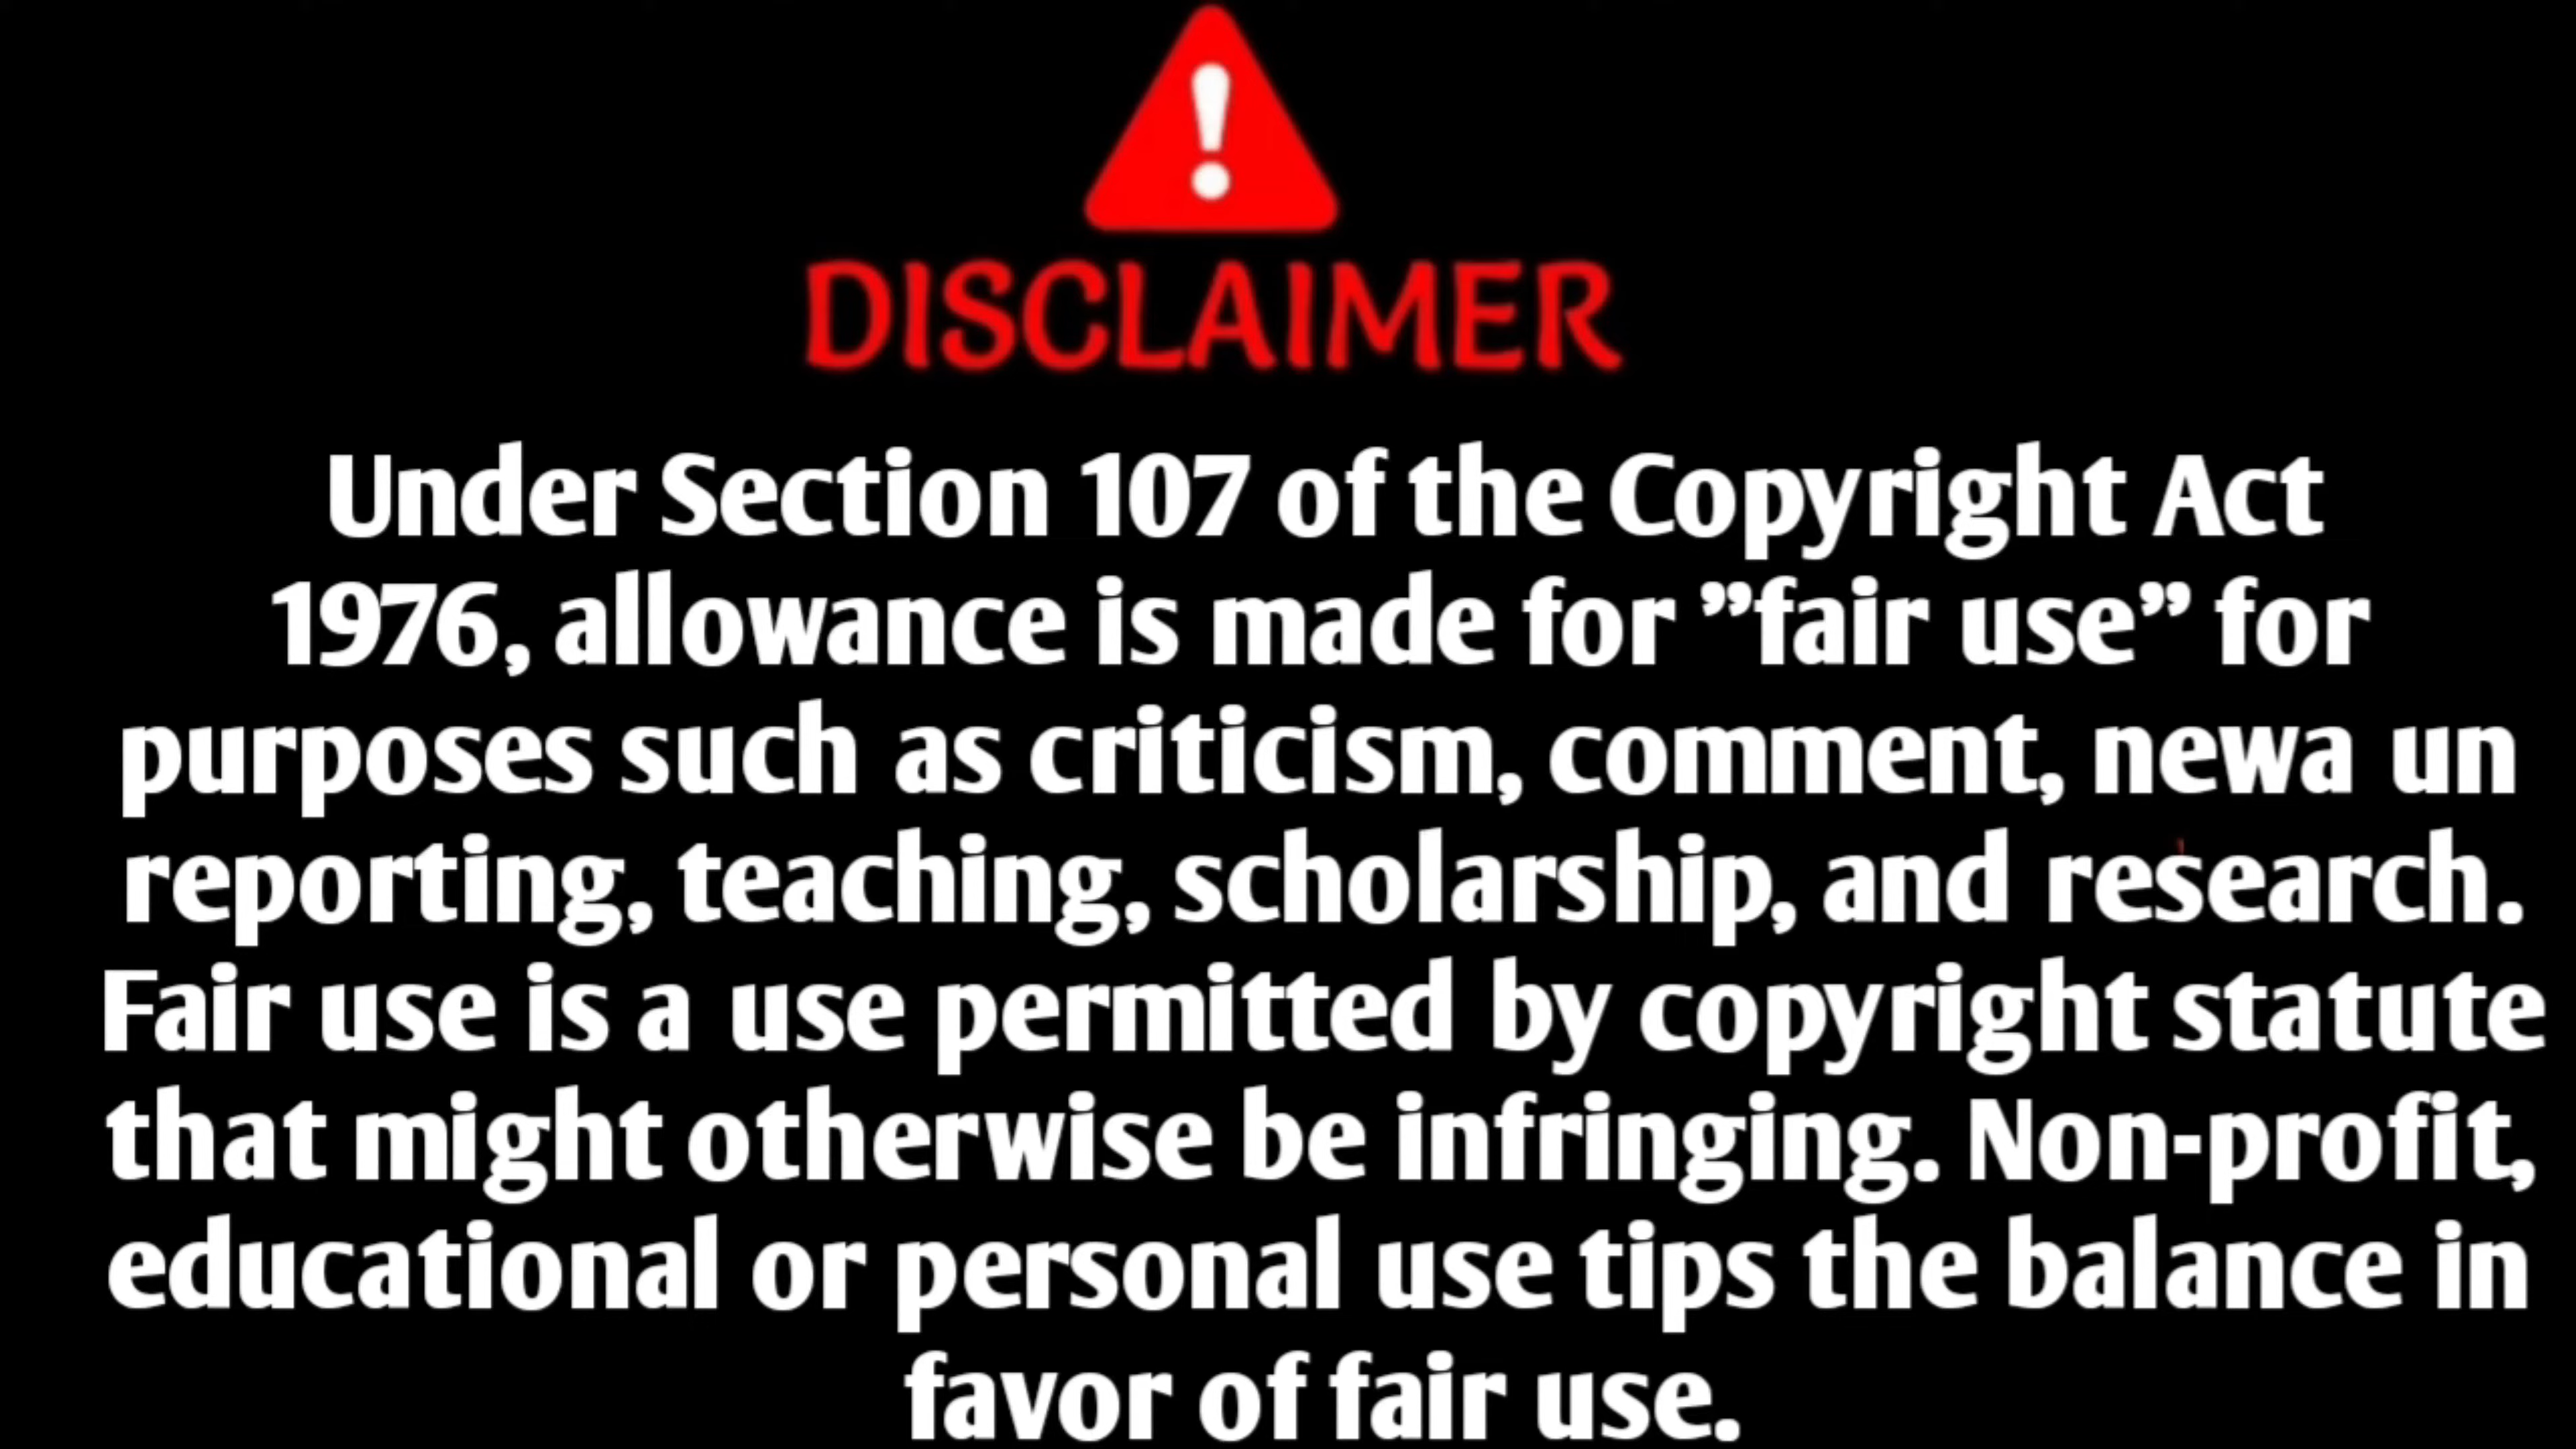 DISCLAIMER
Under Section 107 of the Copyright Act
1976, allowance is made for ”fair use” for
purposes such as criticism, comment, newa un
reporting, teaching, scholarship, and research.
Fair use is a use permitted by copyright statute
that might otherwise be infringing. Non-profit,
educational or personal use tips the balance in
favor of fair use.